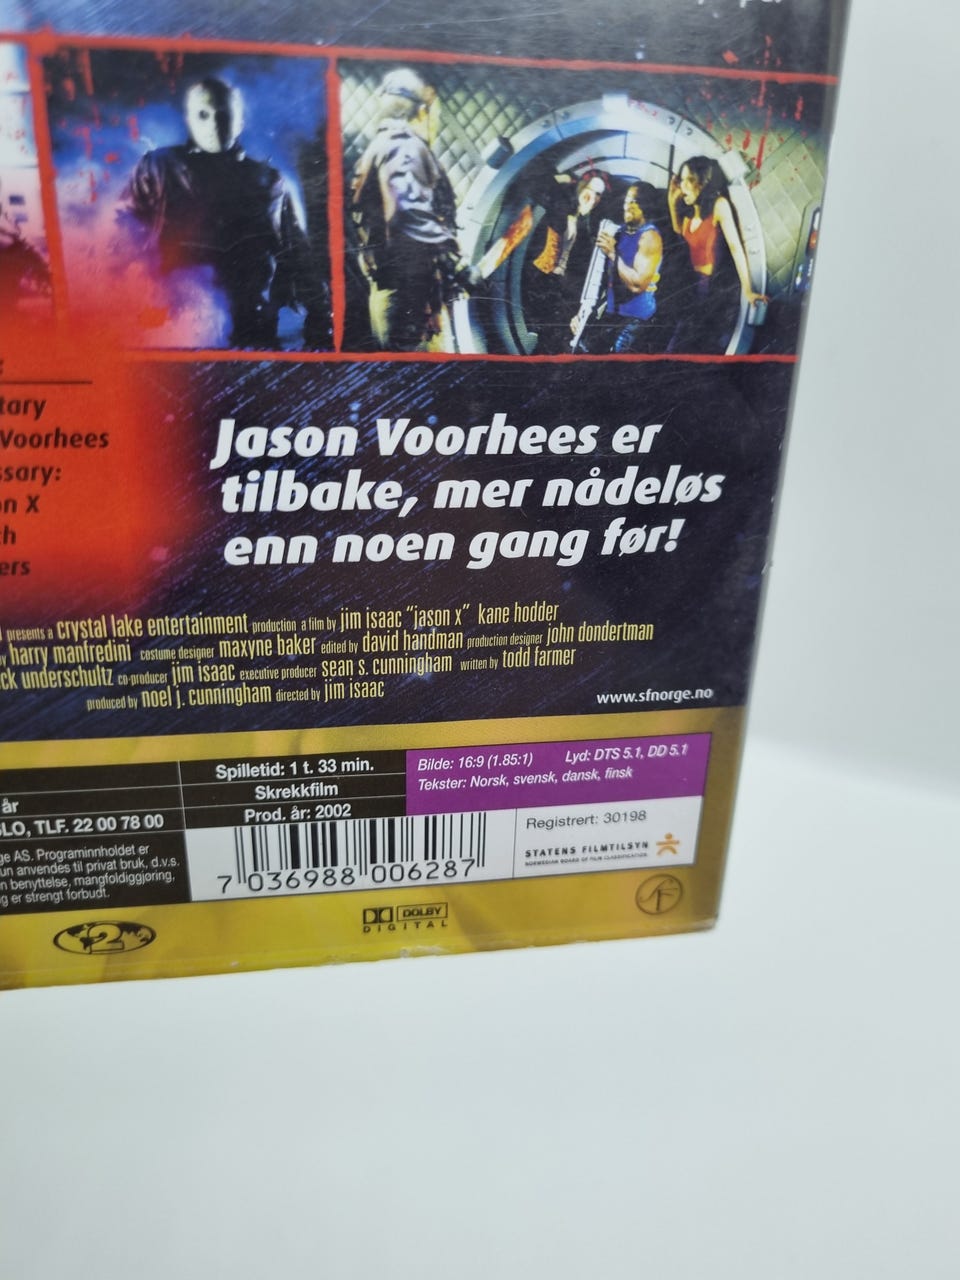 tary
Voorhees
ssary:
on X
th
ers
Jason Voorhees er
tilbake, mer nådeløs
enn noen gang før!
presents a crystal lake entertainment production a film by jim isaac "jason x" kane hodder
harry manfredini costume designer maxyne baker edited by david handman production designer john dondertman
ck underschultz co-producer jim isaac executive producer sean s. cunningham written by todd farmer
produced by noel j. cunningham directed by jim isaac
www.sfnorge.no
år
SLO, TLF. 22 00 78 00
ge AS. Programinnholdet er
un anvendes til privat bruk, d.v.s.
n benyttelse, mangfoldiggjøring,
g er strengt forbudt.
Spilletid: 1 t. 33 min.
Skrekkfilm
Prod. år: 2002
7 036988 006287
Bilde: 16:9 (1.85:1) Lyd: DTS 5.1, DD 5.1
Tekster: Norsk, svensk, dansk, finsk
Registrert: 30198
STATENS FILMTILSYN
NORWEGIAN BOARD OF FILM CLASSIFICATION
2
DOLBY
DIGITAL
SF